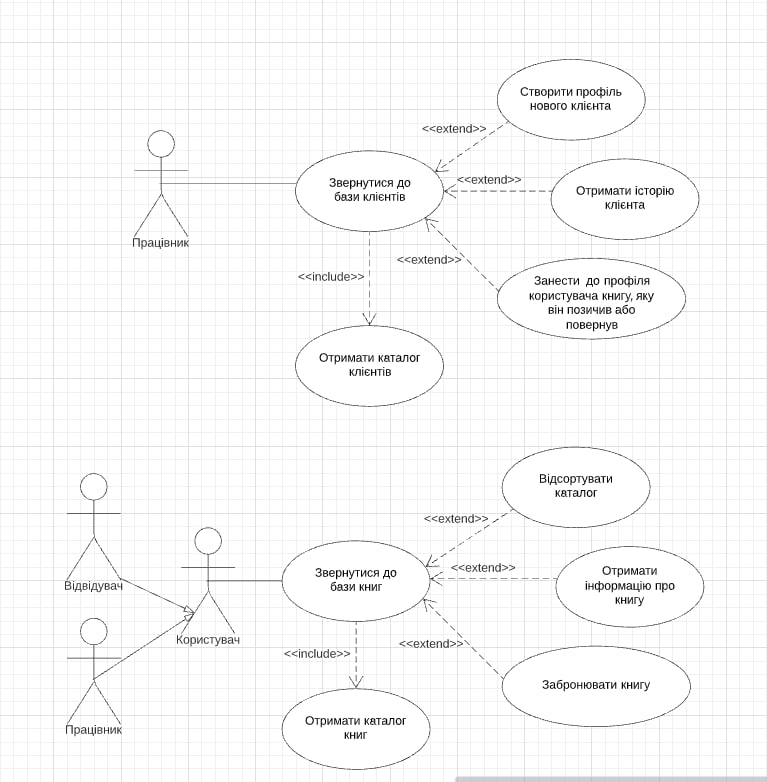 Створити профіль
нового клієнта
<<extend>>
Звернутися до
бази клієнтів
<<extend>>
Отримати історію
клієнта
Працівник
<<extend>>
<<include>>
Занести до профіля
користувача книгу, яку
він позичив або
повернув
Отримати каталог
клієнтів
Відсортувати
каталог
<<extend>>
Відвідувач
Звернутися до
бази книг
<<extend>>
Отримати
інформацію про
книгу
Користувач
<<include>>
<<extend>>
Забронювати книгу
Працівник
Отримати каталог
книг